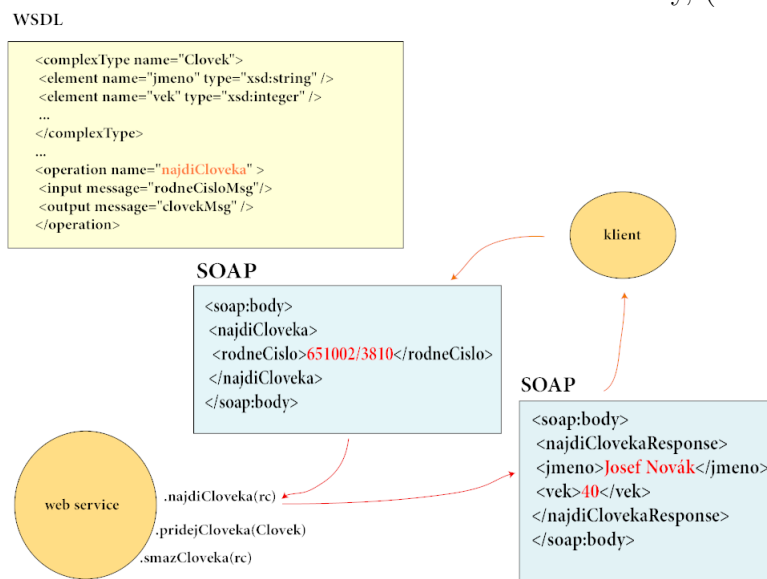 WSDL
<complexType name="Clovek">
<element name="jmeno" type="xsd:string" />
<element name="vek" type="xsd:integer" />
...
</complexType>
...
<operation name="najdiCloveka" >
<input message="rodneCisloMsg"/>
<output message="clovekMsg" />
</operation>
klient
SOAP
<soap:body>
<najdiCloveka>
<rodneCislo>651002/3810</rodneCislo>
</najdiCloveka>
</soap:body>
SOAP
<soap:body>
<najdiClovekaResponse>
<jmeno>Josef Novák</jmeno>
<vek>40</vek>
</najdiClovekaResponse>
</soap:body>
web service
.najdiCloveka(rc)
.pridejCloveka(Clovek)
.smazCloveka(rc)